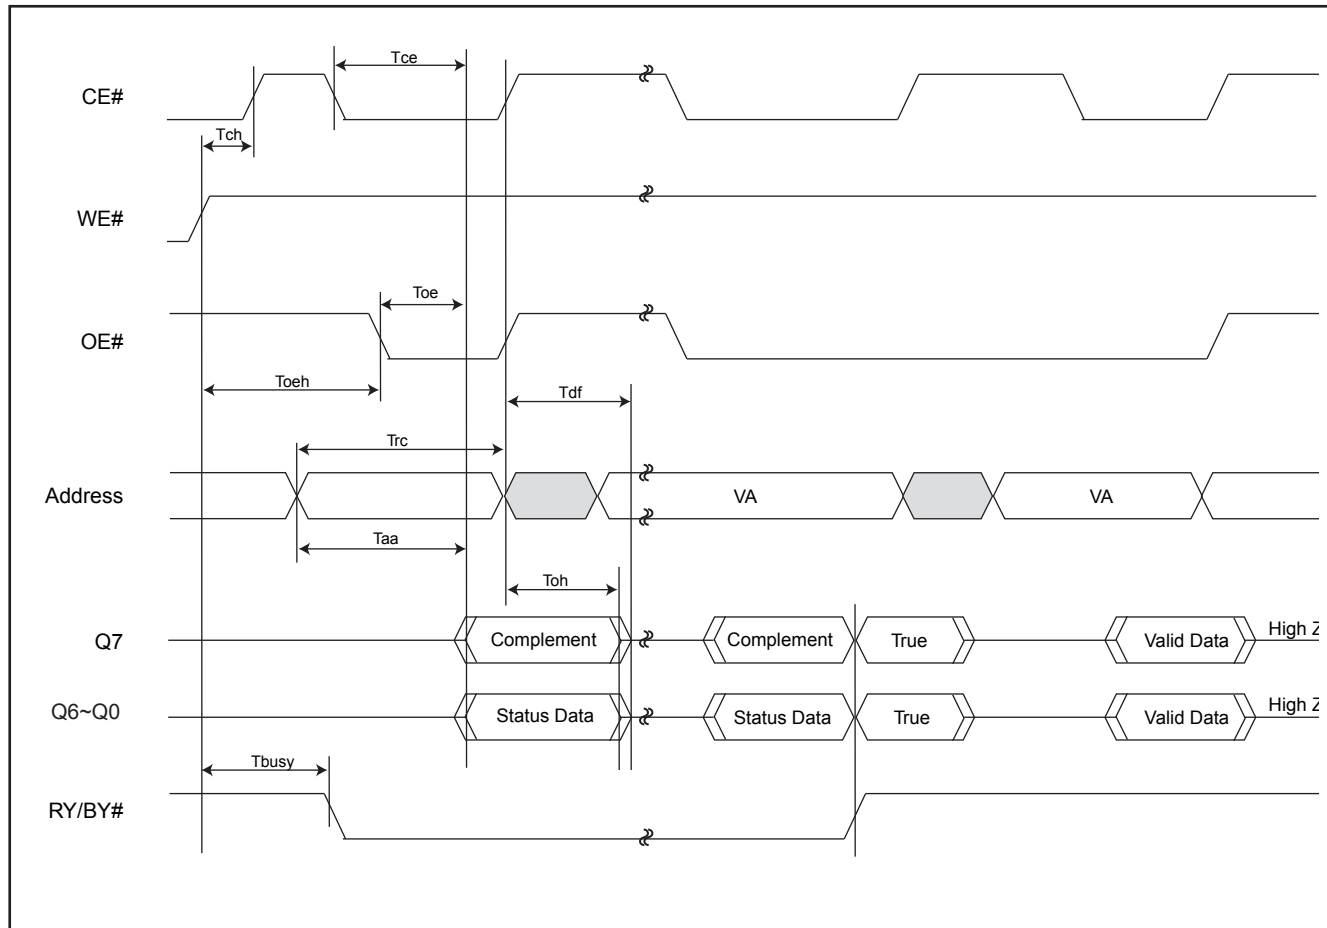 Tce
CE#
Tch
WE#
Toe
OE#
Toeh
Tdf
Trc
Address
VA
VA
Taa
Toh
Q7
Complement
Complement
True
Valid Data
High Z
Q6~Q0
Status Data
Status Data
True
Valid Data
High Z
Tbusy
RY/BY#